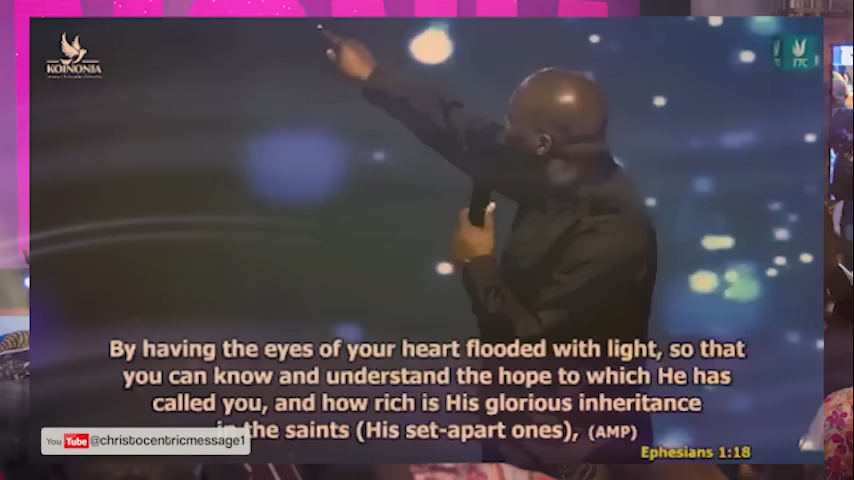 KOINONIA
By having the eyes of your heart flooded with light, so that
you can know and understand the hope to which He has
called you, and how rich is His glorious inheritance
in the saints (His set-apart ones), (AMP)
You Tube @christocentricmessage1
Ephesians 1:18